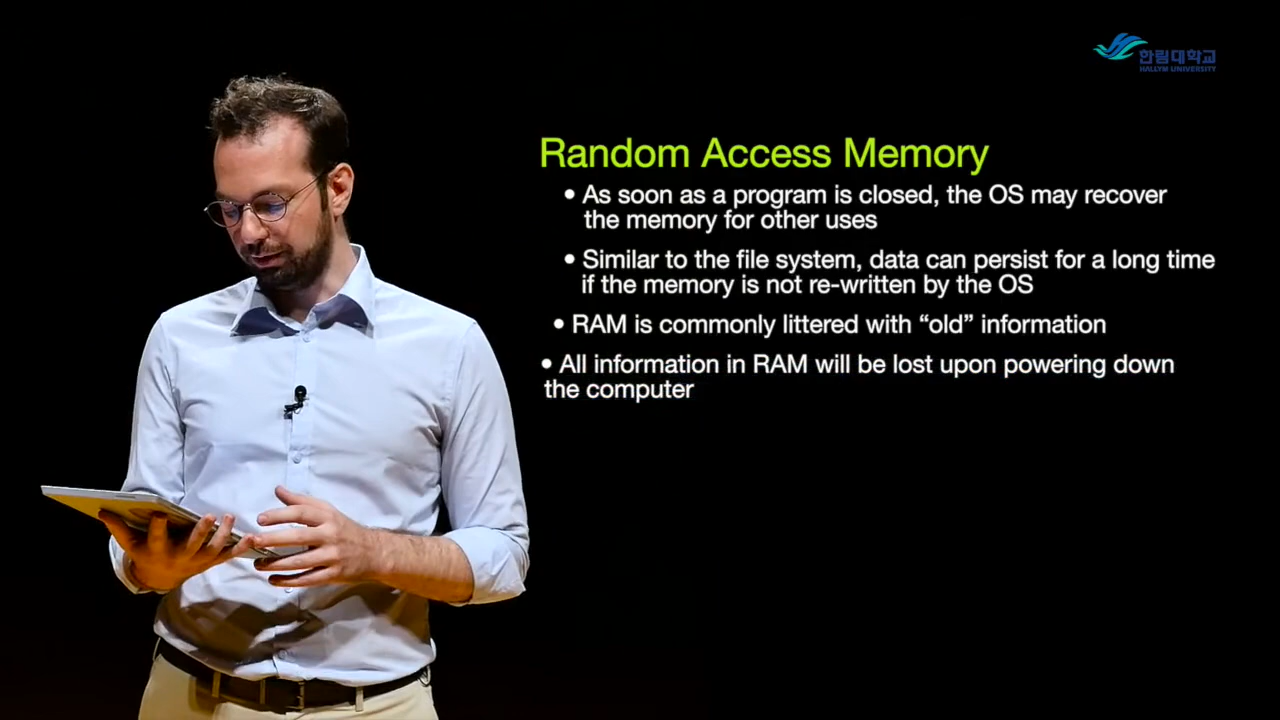 한림대학교
HALLYM UNIVERSITY
Random Access Memory
• As soon as a program is closed, the OS may recover
the memory for other uses
• Similar to the file system, data can persist for a long time
if the memory is not re-written by the OS
• RAM is commonly littered with “old” information
• All information in RAM will be lost upon powering down
the computer